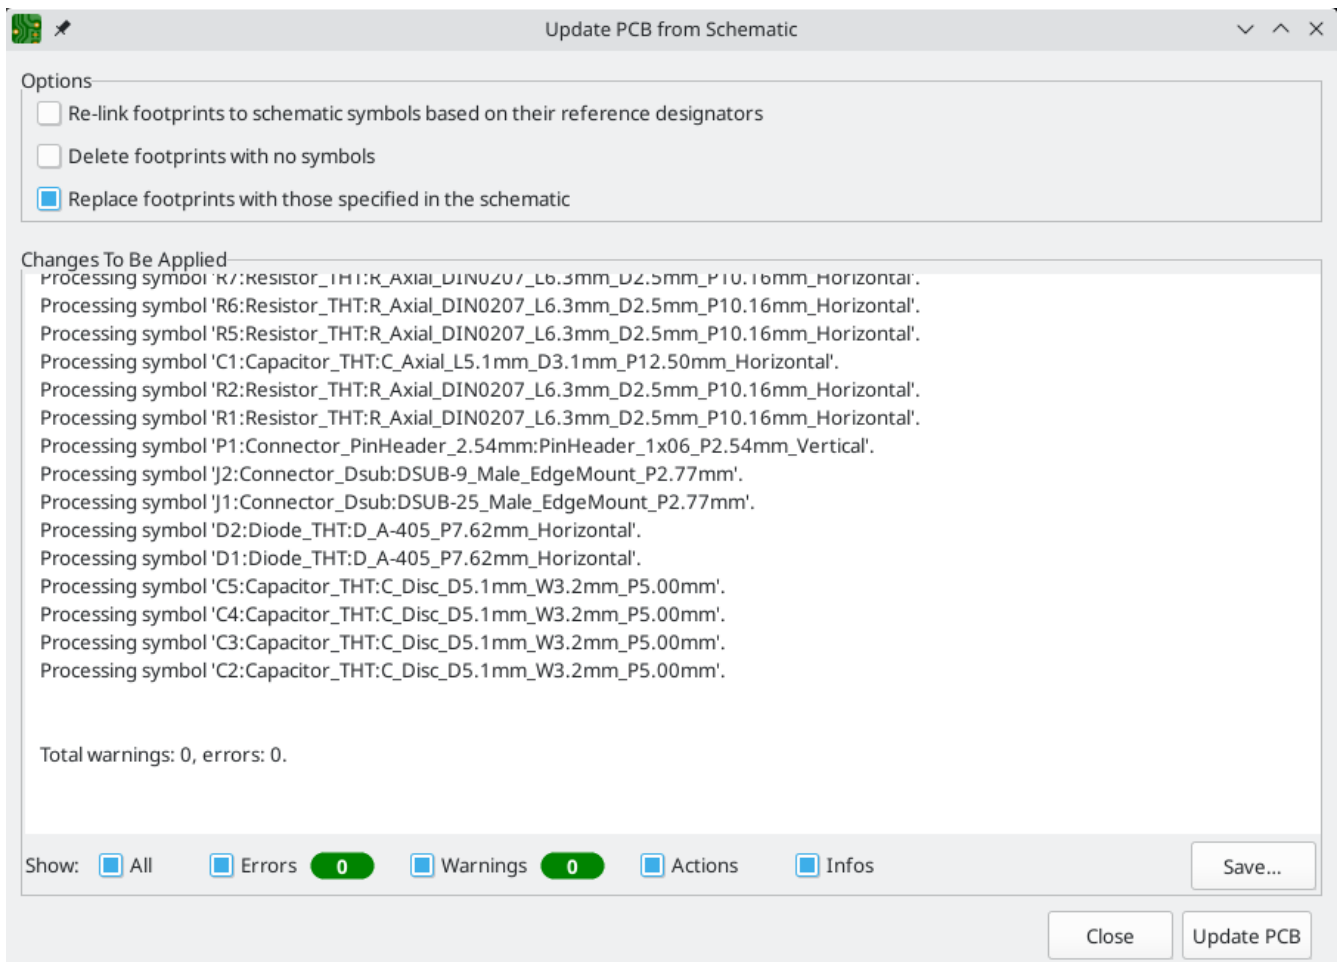 Update PCB from Schematic
Options
Re-link footprints to schematic symbols based on their reference designators
Delete footprints with no symbols
Replace footprints with those specified in the schematic
Changes To Be Applied
Processing symbol 'R7:Resistor_THT:R_Axial_DIN0207_L6.3mm_D2.5mm_P10.16mm_Horizontal'.
Processing symbol 'R6:Resistor_THT:R_Axial_DIN0207_L6.3mm_D2.5mm_P10.16mm_Horizontal'.
Processing symbol 'R5:Resistor_THT:R_Axial_DIN0207_L6.3mm_D2.5mm_P10.16mm_Horizontal'.
Processing symbol 'C1:Capacitor_THT:C_Axial_L5.1mm_D3.1mm_P12.50mm_Horizontal'.
Processing symbol 'R2:Resistor_THT:R_Axial_DIN0207_L6.3mm_D2.5mm_P10.16mm_Horizontal'.
Processing symbol 'R1:Resistor_THT:R_Axial_DIN0207_L6.3mm_D2.5mm_P10.16mm_Horizontal'.
Processing symbol 'P1:Connector_PinHeader_2.54mm:PinHeader_1x06_P2.54mm_Vertical'.
Processing symbol 'J2:Connector_Dsub:DSUB-9_Male_EdgeMount_P2.77mm'.
Processing symbol 'J1:Connector_Dsub:DSUB-25_Male_EdgeMount_P2.77mm'.
Processing symbol 'D2:Diode_THT:D_A-405_P7.62mm_Horizontal'.
Processing symbol 'D1:Diode_THT:D_A-405_P7.62mm_Horizontal'.
Processing symbol 'C5:Capacitor_THT:C_Disc_D5.1mm_W3.2mm_P5.00mm'.
Processing symbol 'C4:Capacitor_THT:C_Disc_D5.1mm_W3.2mm_P5.00mm'.
Processing symbol 'C3:Capacitor_THT:C_Disc_D5.1mm_W3.2mm_P5.00mm'.
Processing symbol 'C2:Capacitor_THT:C_Disc_D5.1mm_W3.2mm_P5.00mm'.
Total warnings: 0, errors: 0.
Show: All Errors 0 Warnings 0 Actions Infos Save...
Close Update PCB